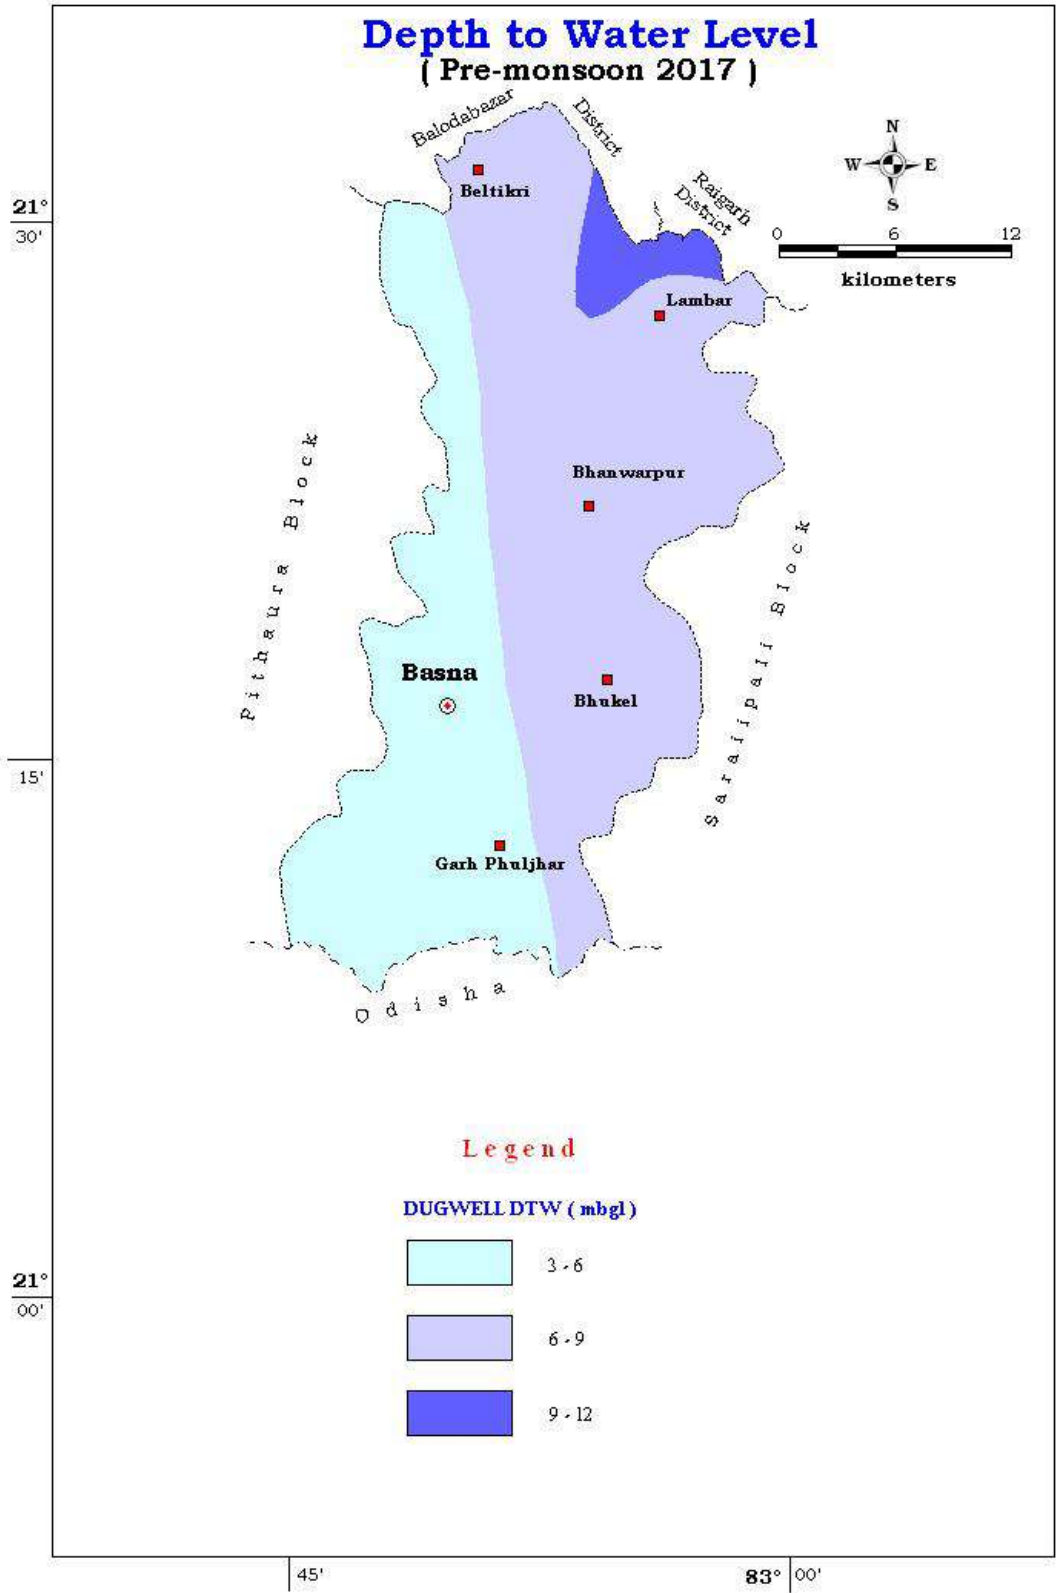 Depth to Water Level
( Pre-monsoon 2017 )
Balodabazar
District
Raigarh
District
N
W E
S
Beltikri
21°
30'
0 6 12
kilometers
Lambar
Pithaura Block
Bhanwarpur
Saraiipali Block
Basna
Bhukel
15'
Garh Phuljhar
Odisha
Legend
DUGWELL DTW ( mbgl )
3 - 6
21°
00'
6 - 9
9 - 12
45'
83° 00'